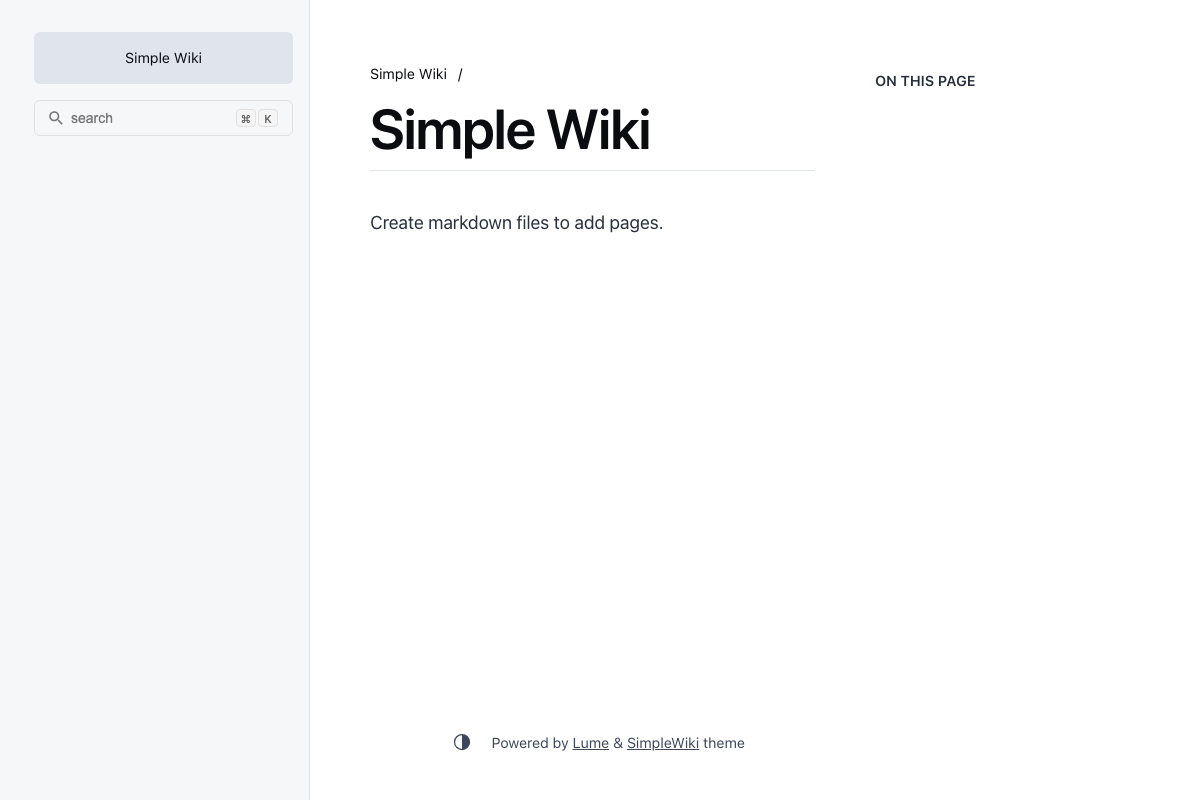 Simple Wiki
search
⌘ K
Simple Wiki /
Simple Wiki
Create markdown files to add pages.
ON THIS PAGE
Powered by Lume & SimpleWiki theme